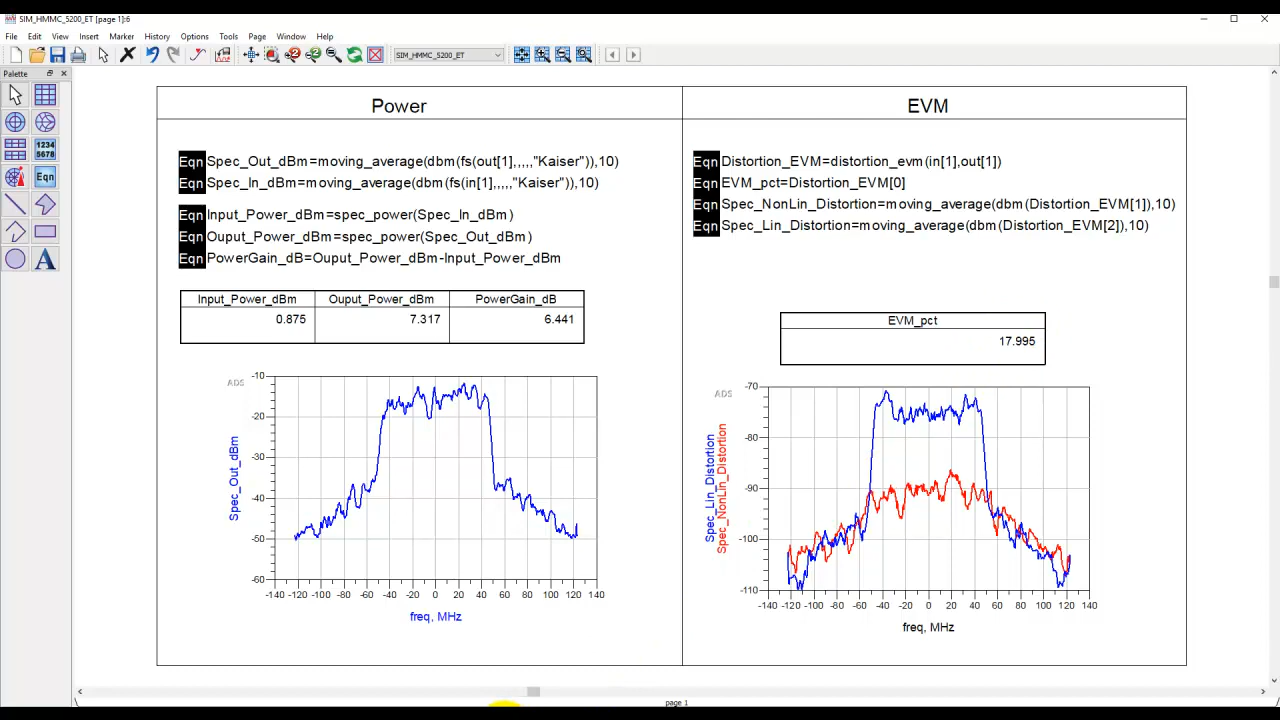 SIM_HMMC_5200_ET [page 1]:6
File Edit View Insert Marker History Options Tools Page Window Help
SIM_HMMC_5200_ET
Palette
1234
5678
Eqn
A
Power
Eqn Spec_Out_dBm=moving_average(dbm(fs(out[1],,,,,"Kaiser")),10)
Eqn Spec_In_dBm=moving_average(dbm(fs(in[1],,,,,"Kaiser")),10)
Eqn Input_Power_dBm=spec_power(Spec_In_dBm)
Eqn Ouput_Power_dBm=spec_power(Spec_Out_dBm)
Eqn PowerGain_dB=Ouput_Power_dBm-Input_Power_dBm
Input_Power_dBm Ouput_Power_dBm PowerGain_dB
0.875 7.317 6.441
ADS
-10
-20
-30
-40
-50
-60
Spec_Out_dBm
-140 -120 -100 -80 -60 -40 -20 0 20 40 60 80 100 120 140
freq, MHz
EVM
Eqn Distortion_EVM=distortion_evm(in[1],out[1])
Eqn EVM_pct=Distortion_EVM[0]
Eqn Spec_NonLin_Distortion=moving_average(dbm(Distortion_EVM[1]),10)
Eqn Spec_Lin_Distortion=moving_average(dbm(Distortion_EVM[2]),10)
EVM_pct
17.995
ADS
-70
-80
-90
-100
-110
Spec_Lin_Distortion
Spec_NonLin_Distortion
-140 -120 -100 -80 -60 -40 -20 0 20 40 60 80 100 120 140
freq, MHz
page 1